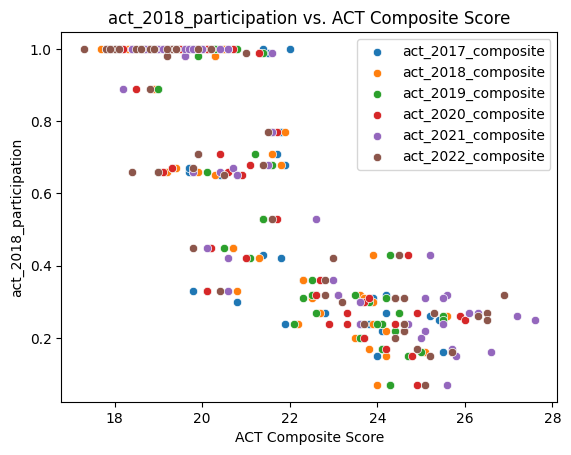 act_2018_participation vs. ACT Composite Score
act_2018_participation
1.0
0.8
0.6
0.4
0.2
act_2017_composite
act_2018_composite
act_2019_composite
act_2020_composite
act_2021_composite
act_2022_composite
18
20
22
24
26
28
ACT Composite Score